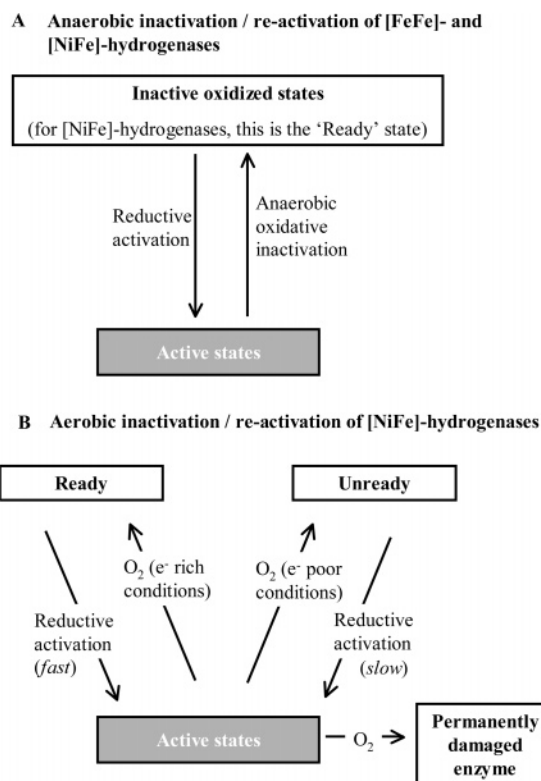 A Anaerobic inactivation / re-activation of [FeFe]- and
[NiFe]-hydrogenases
Inactive oxidized states
(for [NiFe]-hydrogenases, this is the ‘Ready’ state)
Reductive
activation
Anaerobic
oxidative
inactivation
Active states
B Aerobic inactivation / re-activation of [NiFe]-hydrogenases
Ready
Unready
O₂ (e⁻ rich
conditions)
O₂ (e⁻ poor
conditions)
Reductive
activation
(fast)
Reductive
activation
(slow)
Active states
O₂
Permanently
damaged
enzyme